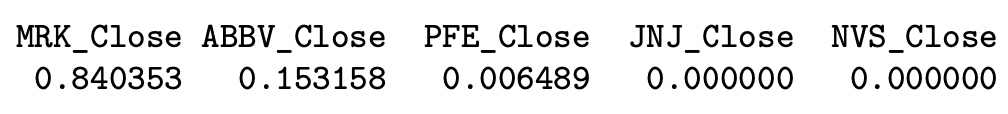 MRK_Close ABBV_Close PFE_Close JNJ_Close NVS_Close
0.840353 0.153158 0.006489 0.000000 0.000000